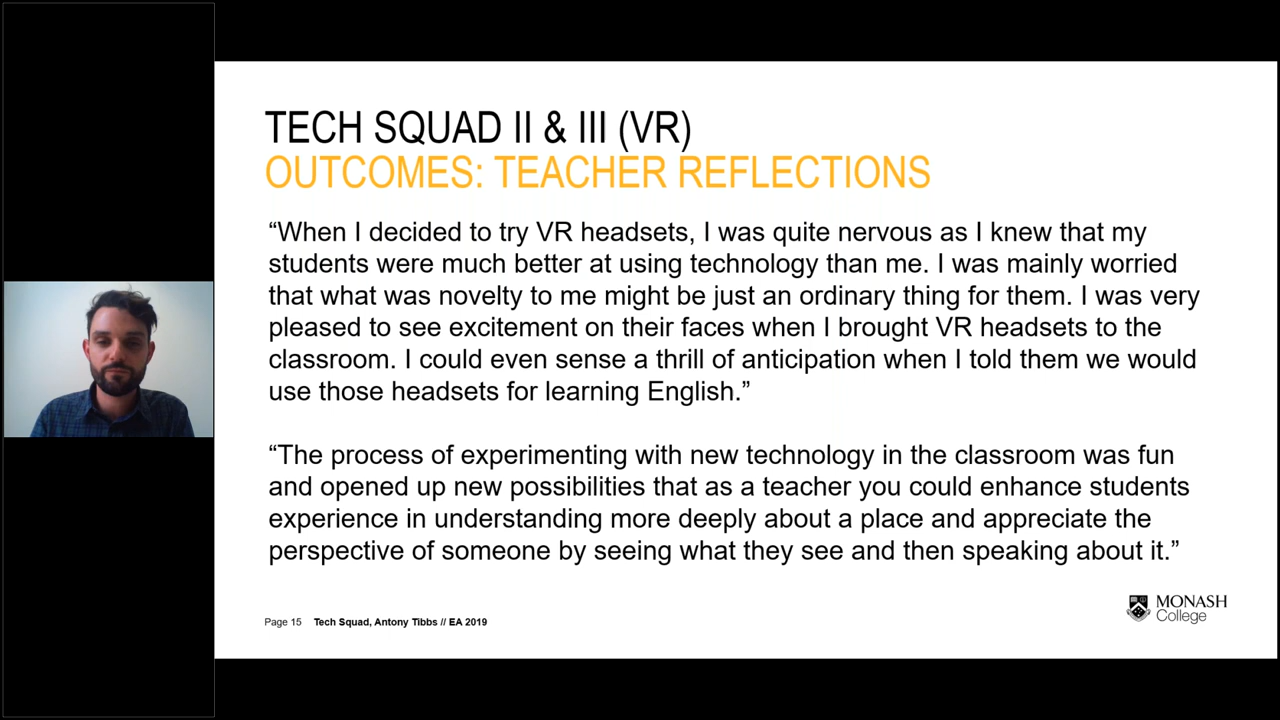 TECH SQUAD II & III (VR)
OUTCOMES: TEACHER REFLECTIONS
“When I decided to try VR headsets, I was quite nervous as I knew that my
students were much better at using technology than me. I was mainly worried
that what was novelty to me might be just an ordinary thing for them. I was very
pleased to see excitement on their faces when I brought VR headsets to the
classroom. I could even sense a thrill of anticipation when I told them we would
use those headsets for learning English.”
“The process of experimenting with new technology in the classroom was fun
and opened up new possibilities that as a teacher you could enhance students
experience in understanding more deeply about a place and appreciate the
perspective of someone by seeing what they see and then speaking about it.”
Page 15 Tech Squad, Antony Tibbs // EA 2019
MONASH
College